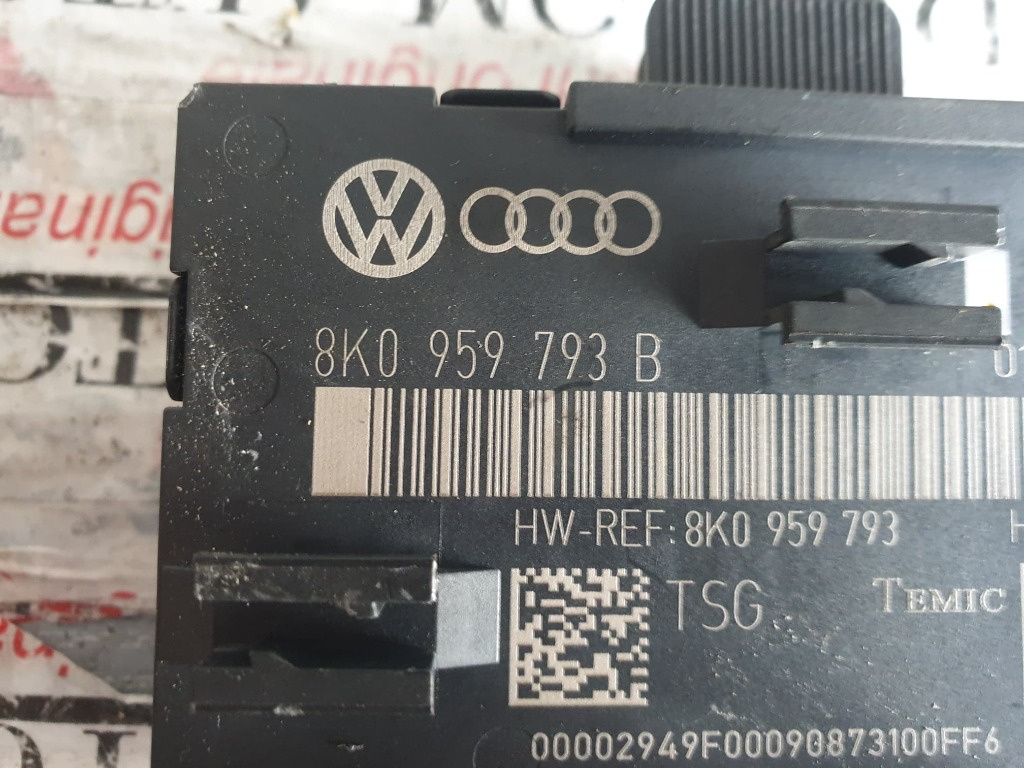 8K0 959 793 B
HW-REF: 8K0 959 793
TSG TEMIC
00002949F00090873100FF6